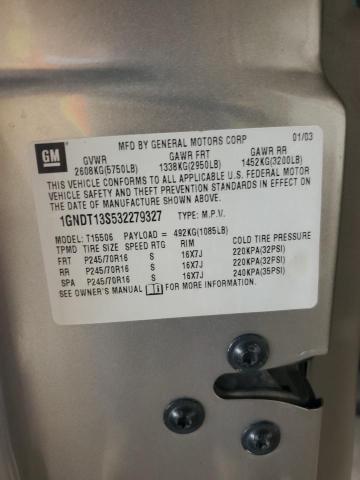 GM
MFD BY GENERAL MOTORS CORP 01/03
GVWR GAWR FRT GAWR RR
2608KG(5750LB) 1338KG(2950LB) 1452KG(3200LB)
THIS VEHICLE CONFORMS TO ALL APPLICABLE U.S. FEDERAL MOTOR
VEHICLE SAFETY AND THEFT PREVENTION STANDARDS IN EFFECT
ON THE DATE OF MANUFACTURE SHOWN ABOVE.
1GNDT13S532279327 TYPE: M.P.V.
MODEL: T15506 PAYLOAD = 492KG(1085LB)
TPMD TIRE SIZE SPEED RTG RIM COLD TIRE PRESSURE
FRT P245/70R16 S 16X7J 220KPA(32PSI)
RR P245/70R16 S 16X7J 220KPA(32PSI)
SPA P245/70R16 S 16X7J 240KPA(35PSI)
SEE OWNER'S MANUAL FOR MORE INFORMATION.